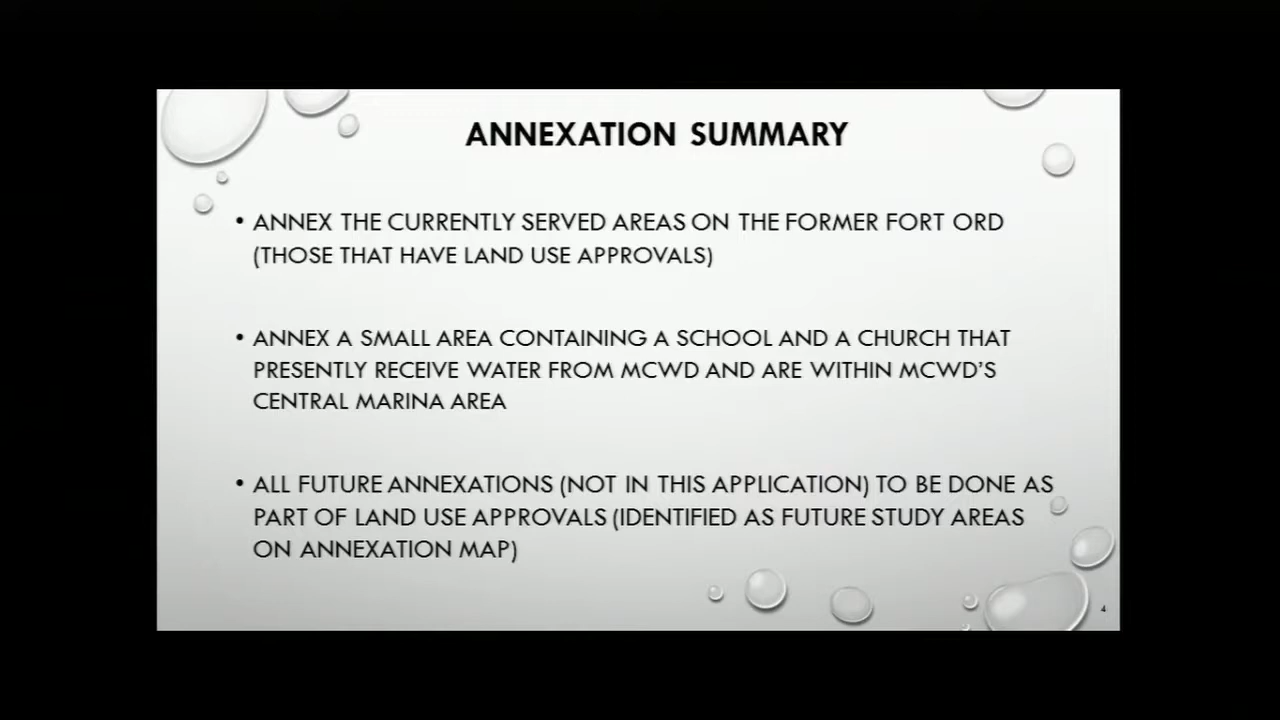 ANNEXATION SUMMARY
• ANNEX THE CURRENTLY SERVED AREAS ON THE FORMER FORT ORD
(THOSE THAT HAVE LAND USE APPROVALS)
• ANNEX A SMALL AREA CONTAINING A SCHOOL AND A CHURCH THAT
PRESENTLY RECEIVE WATER FROM MCWD AND ARE WITHIN MCWD'S
CENTRAL MARINA AREA
• ALL FUTURE ANNEXATIONS (NOT IN THIS APPLICATION) TO BE DONE AS
PART OF LAND USE APPROVALS (IDENTIFIED AS FUTURE STUDY AREAS
ON ANNEXATION MAP)
4